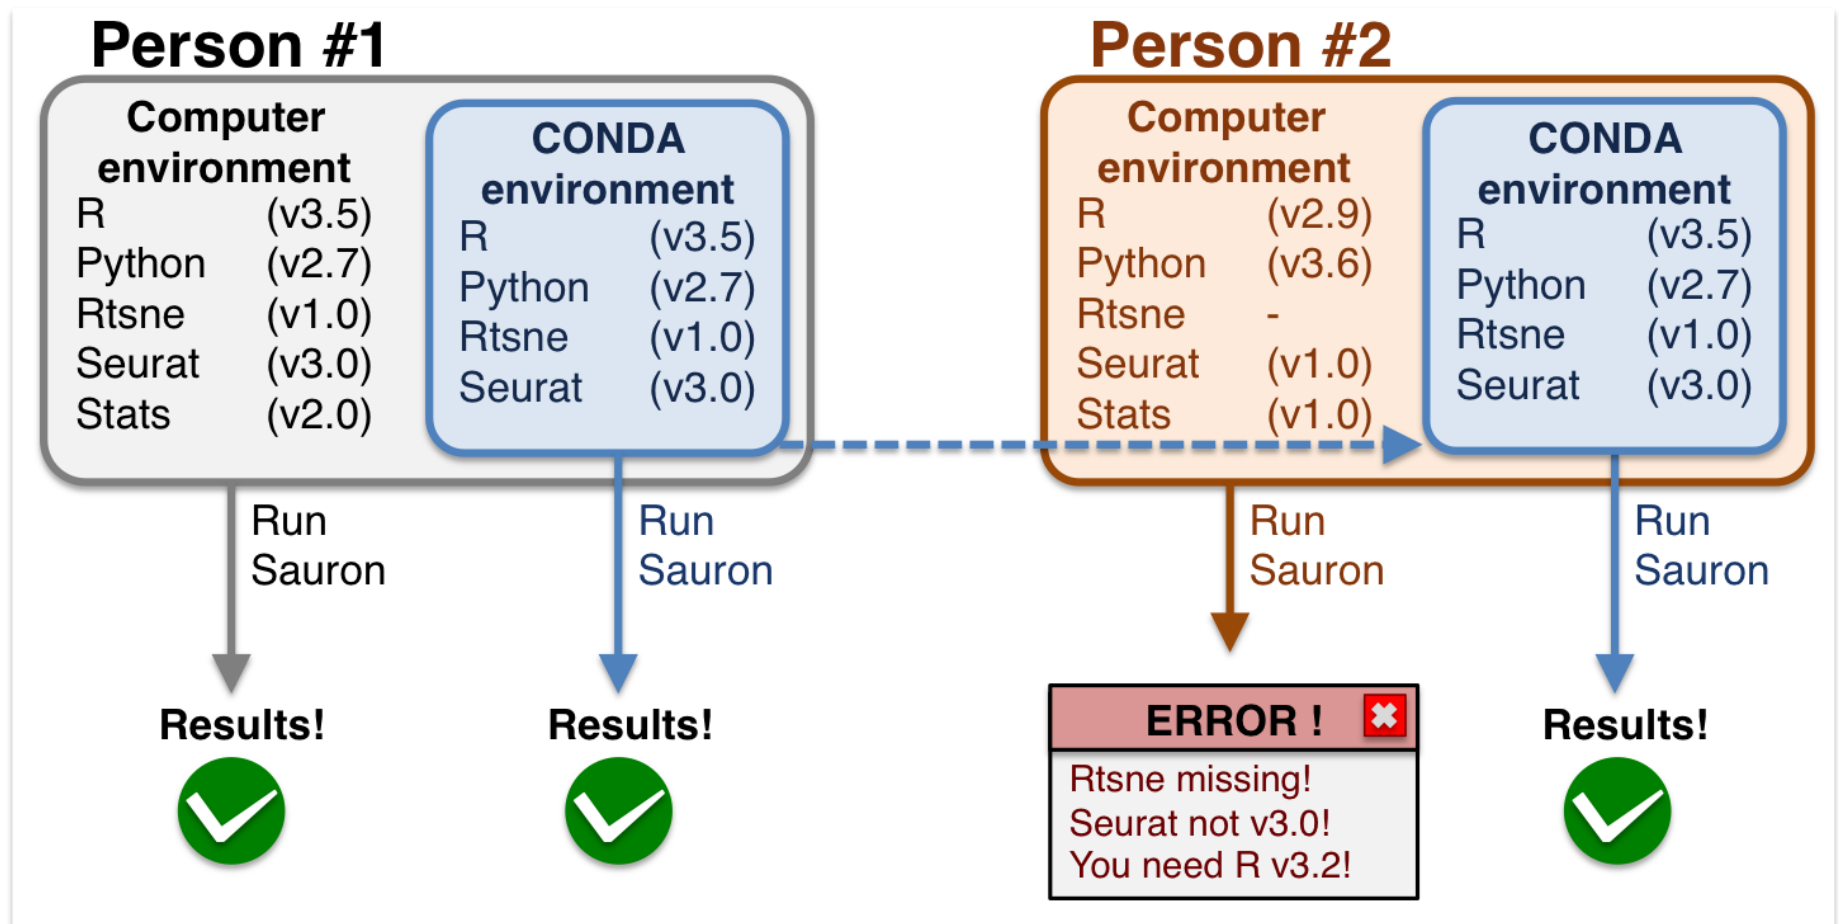 Person #1
Computer
environment
R (v3.5)
Python (v2.7)
Rtsne (v1.0)
Seurat (v3.0)
Stats (v2.0)
CONDA
environment
R (v3.5)
Python (v2.7)
Rtsne (v1.0)
Seurat (v3.0)
Run
Sauron
Results!
Run
Sauron
Results!
Person #2
Computer
environment
R (v2.9)
Python (v3.6)
Rtsne -
Seurat (v1.0)
Stats (v1.0)
CONDA
environment
R (v3.5)
Python (v2.7)
Rtsne (v1.0)
Seurat (v3.0)
Run
Sauron
ERROR !
Rtsne missing!
Seurat not v3.0!
You need R v3.2!
Run
Sauron
Results!